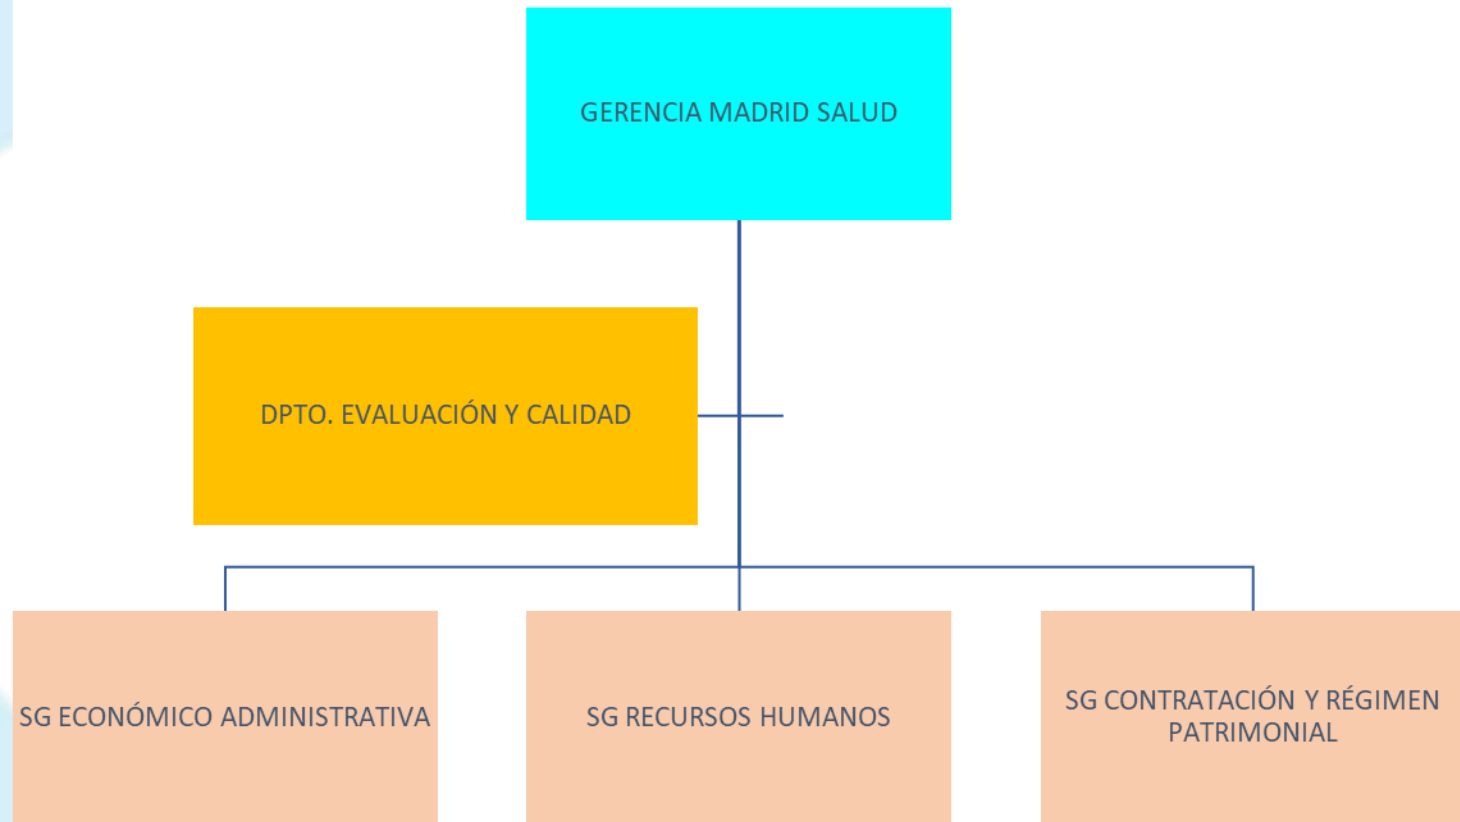 GERENCIA MADRID SALUD
DPTO. EVALUACIÓN Y CALIDAD
SG ECONÓMICO ADMINISTRATIVA
SG RECURSOS HUMANOS
SG CONTRATACIÓN Y RÉGIMEN
PATRIMONIAL